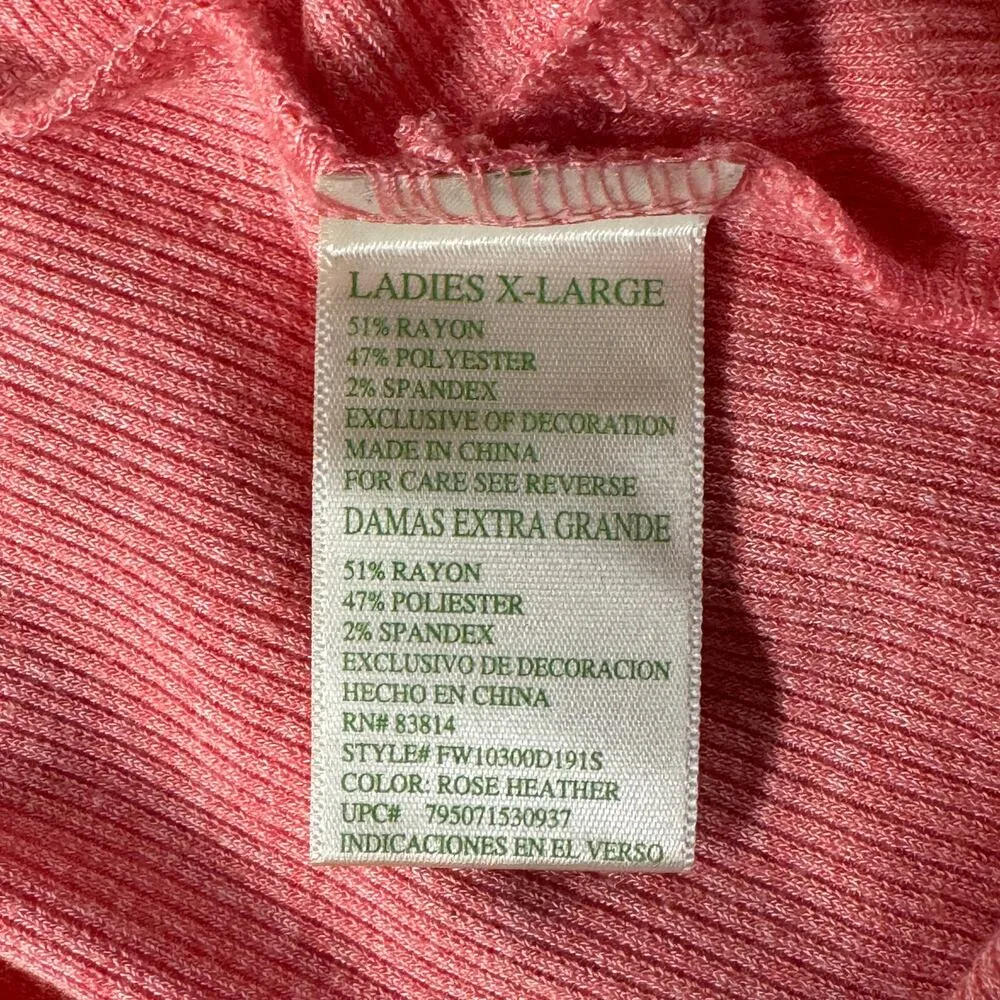 LADIES X-LARGE
51% RAYON
47% POLYESTER
2% SPANDEX
EXCLUSIVE OF DECORATION
MADE IN CHINA
FOR CARE SEE REVERSE
DAMAS EXTRA GRANDE
51% RAYON
47% POLIESTER
2% SPANDEX
EXCLUSIVO DE DECORACION
HECHO EN CHINA
RN# 83814
STYLE# FW10300D191S
COLOR: ROSE HEATHER
UPC# 795071530937
INDICACIONES EN EL VERSO